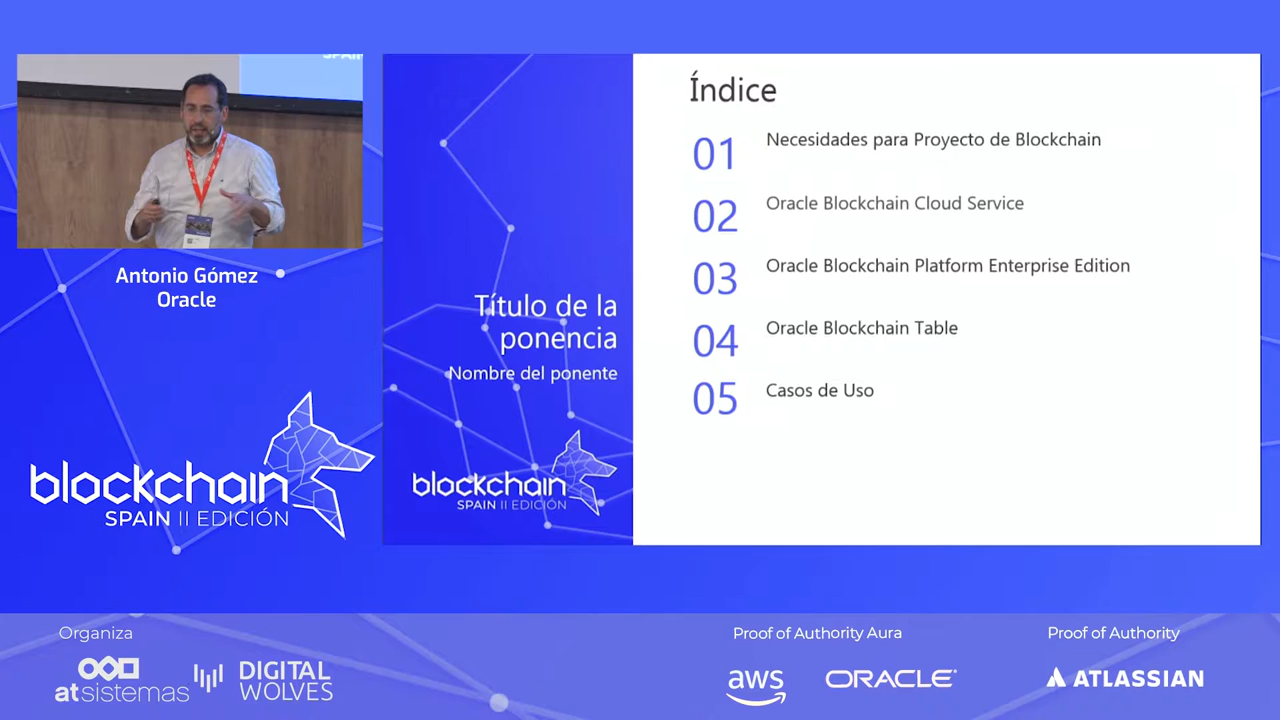 Antonio Gómez
Oracle
blockchain
SPAIN II EDICIÓN
Título de la
ponencia
Nombre del ponente
blockchain
SPAIN II EDICIÓN
Índice
01 Necesidades para Proyecto de Blockchain
02 Oracle Blockchain Cloud Service
03 Oracle Blockchain Platform Enterprise Edition
04 Oracle Blockchain Table
05 Casos de Uso
Organiza
atsistemas
DIGITAL
WOLVES
Proof of Authority Aura
aws
ORACLE
Proof of Authority
ATLASSIAN